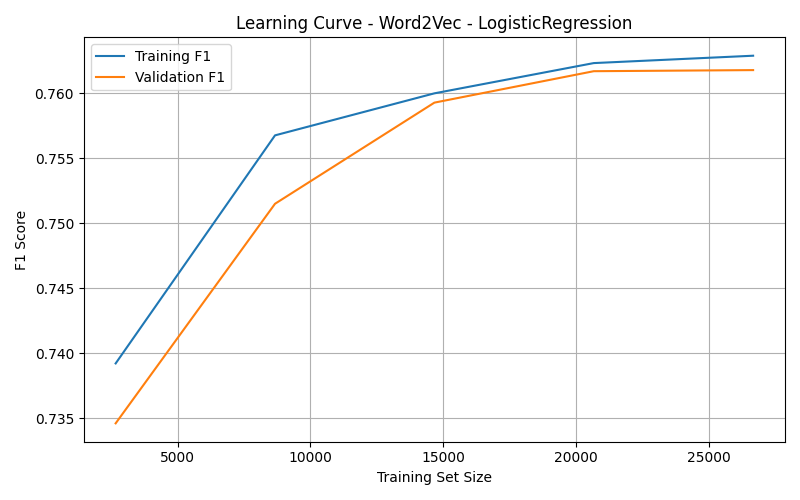 Learning Curve - Word2Vec - LogisticRegression
Training F1
Validation F1
0.760
0.755
0.750
0.745
0.740
0.735
F1 Score
5000 10000 15000 20000 25000
Training Set Size